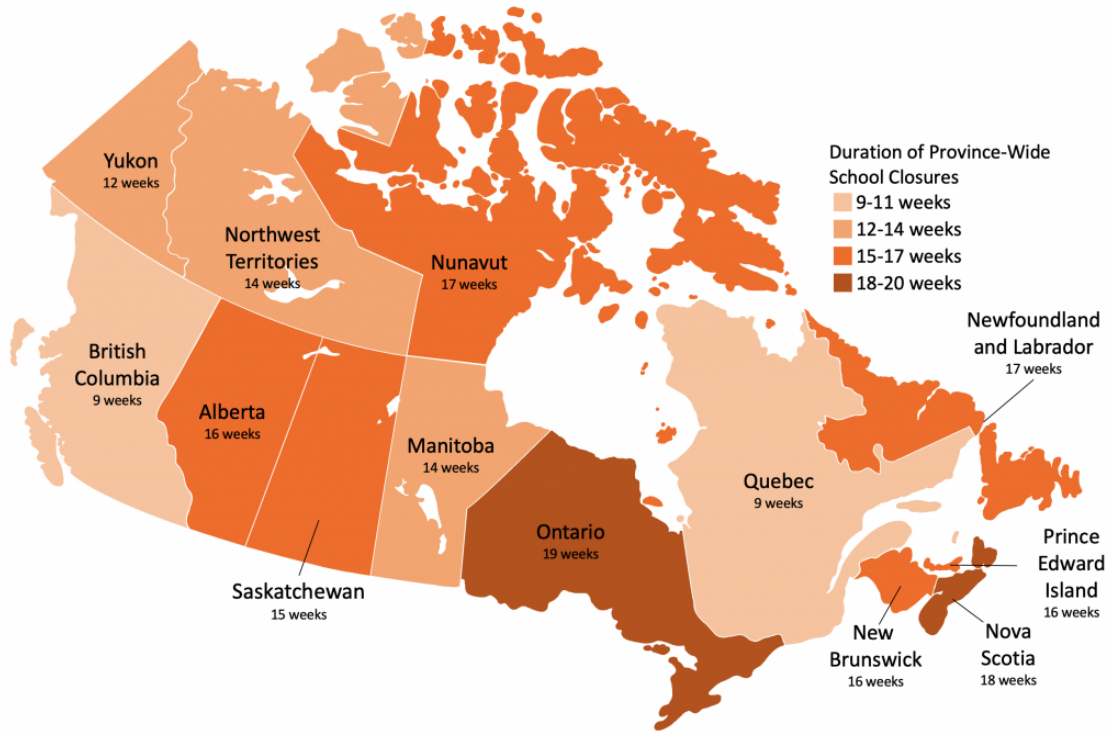 Duration of Province-Wide
School Closures
9-11 weeks
12-14 weeks
15-17 weeks
18-20 weeks
Yukon
12 weeks
Northwest
Territories
14 weeks
Nunavut
17 weeks
British
Columbia
9 weeks
Alberta
16 weeks
Saskatchewan
15 weeks
Manitoba
14 weeks
Ontario
19 weeks
Quebec
9 weeks
Newfoundland
and Labrador
17 weeks
Prince
Edward
Island
16 weeks
New
Brunswick
16 weeks
Nova
Scotia
18 weeks